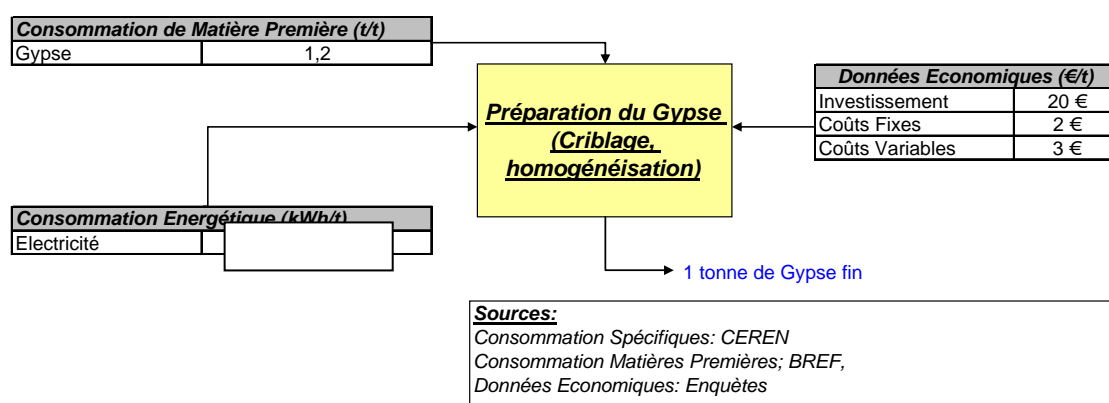 Consommation de Matière Première (t/t)
Gypse 1,2
Préparation du Gypse
(Criblage,
homogénéisation)
Données Economiques (€/t)
Investissement 20 €
Coûts Fixes 2 €
Coûts Variables 3 €
Consommation Energétique (kWh/t)
Electricité
1 tonne de Gypse fin
Sources:
Consommation Spécifiques: CEREN
Consommation Matières Premières; BREF,
Données Economiques: Enquètes